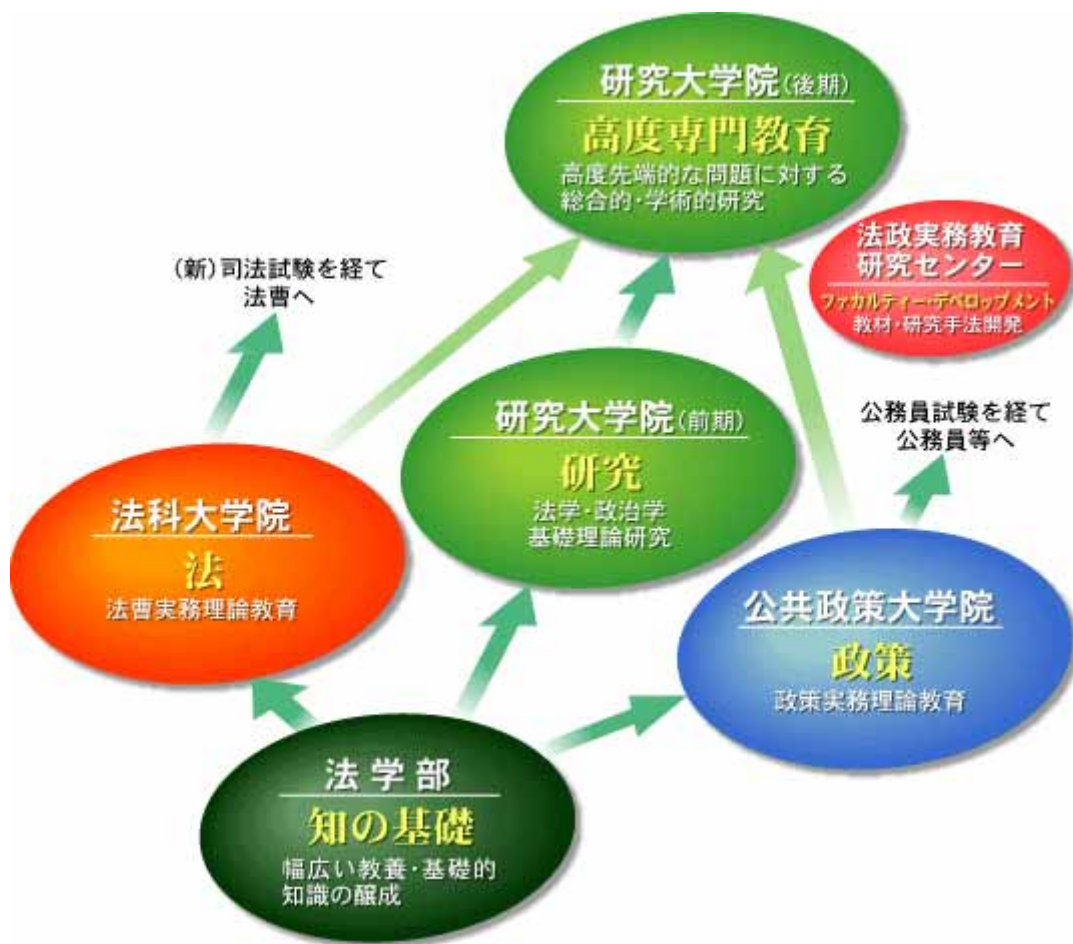 研究大学院(後期)
高度専門教育
高度先端的な問題に対する
総合的・学術的研究
法政実務教育
研究センター
ファカルティー・デベロップメント
教材・研究手法開発
(新)司法試験を経て
法曹へ
研究大学院(前期)
研究
法学・政治学
基礎理論研究
公務員試験を経て
公務員等へ
法科大学院
法
法曹実務理論教育
公共政策大学院
政策
政策実務理論教育
法学部
知の基礎
幅広い教養・基礎的
知識の醸成